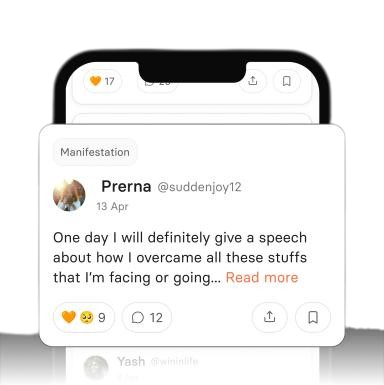 🧡 17
Manifestation
Prerna @suddenjoy12
13 Apr
One day I will definitely give a speech
about how I overcame all these stuffs
that I'm facing or going... Read more
🧡 🥺 9 12
Yash @wininlife